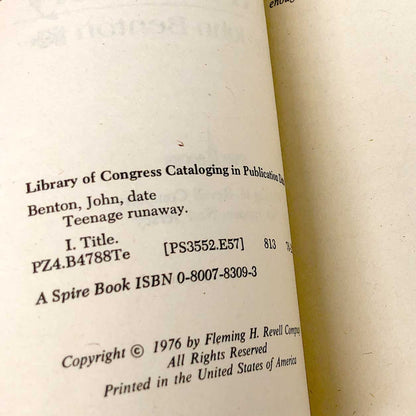 Library of Congress Cataloging in Publication
Benton, John, date
Teenage runaway.
I. Title.
PZ4.B4788Te [PS3552.E57] 813
A Spire Book ISBN 0-8007-8309-3
Copyright © 1976 by Fleming H. Revell
All Rights Reserved
Printed in the United States of America